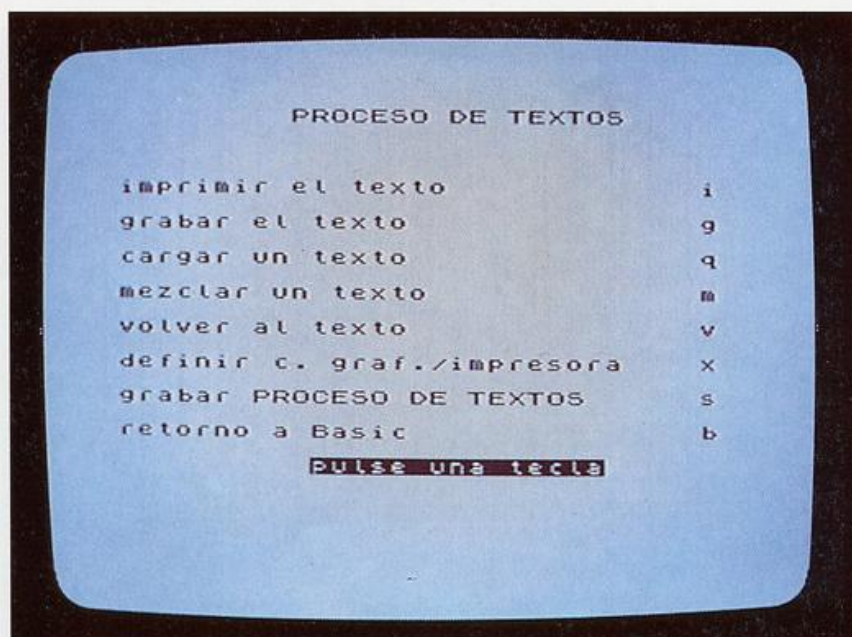 PROCESO DE TEXTOS
imprimir el texto i
grabar el texto g
cargar un texto q
mezclar un texto m
volver al texto v
definir c. graf./impresora x
grabar PROCESO DE TEXTOS s
retorno a Basic b
pulse una tecla